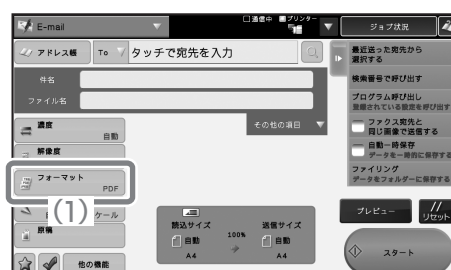 E-mail
通信中
プリンター
ジョブ状況
アドレス帳
To
タッチで宛先を入力
最近送った宛先から
選択する
検索番号で呼び出す
件名
ファイル名
プログラム呼び出し
登録されている設定を呼び出す
その他の項目
ファクス宛先と
同じ画像で送信する
濃度
自動
自動一時保存
データを一時的に保存する
解像度
フォーマット
PDF
ファイリング
データをフォルダーに保存する
(1)
ケール
原稿
読込サイズ
自動
A4
100%
送信サイズ
自動
A4
プレビュー
リセット
他の機能
スタート